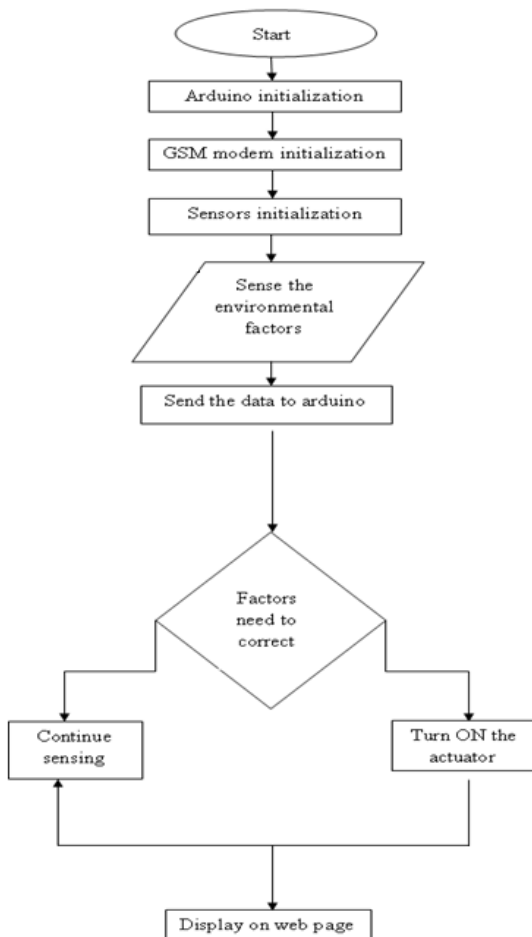 Start
Arduino initialization
GSM modem initialization
Sensors initialization
Sense the
environmental
factors
Send the data to arduino
Factors
need to
correct
Continue
sensing
Turn ON the
actuator
Display on web page